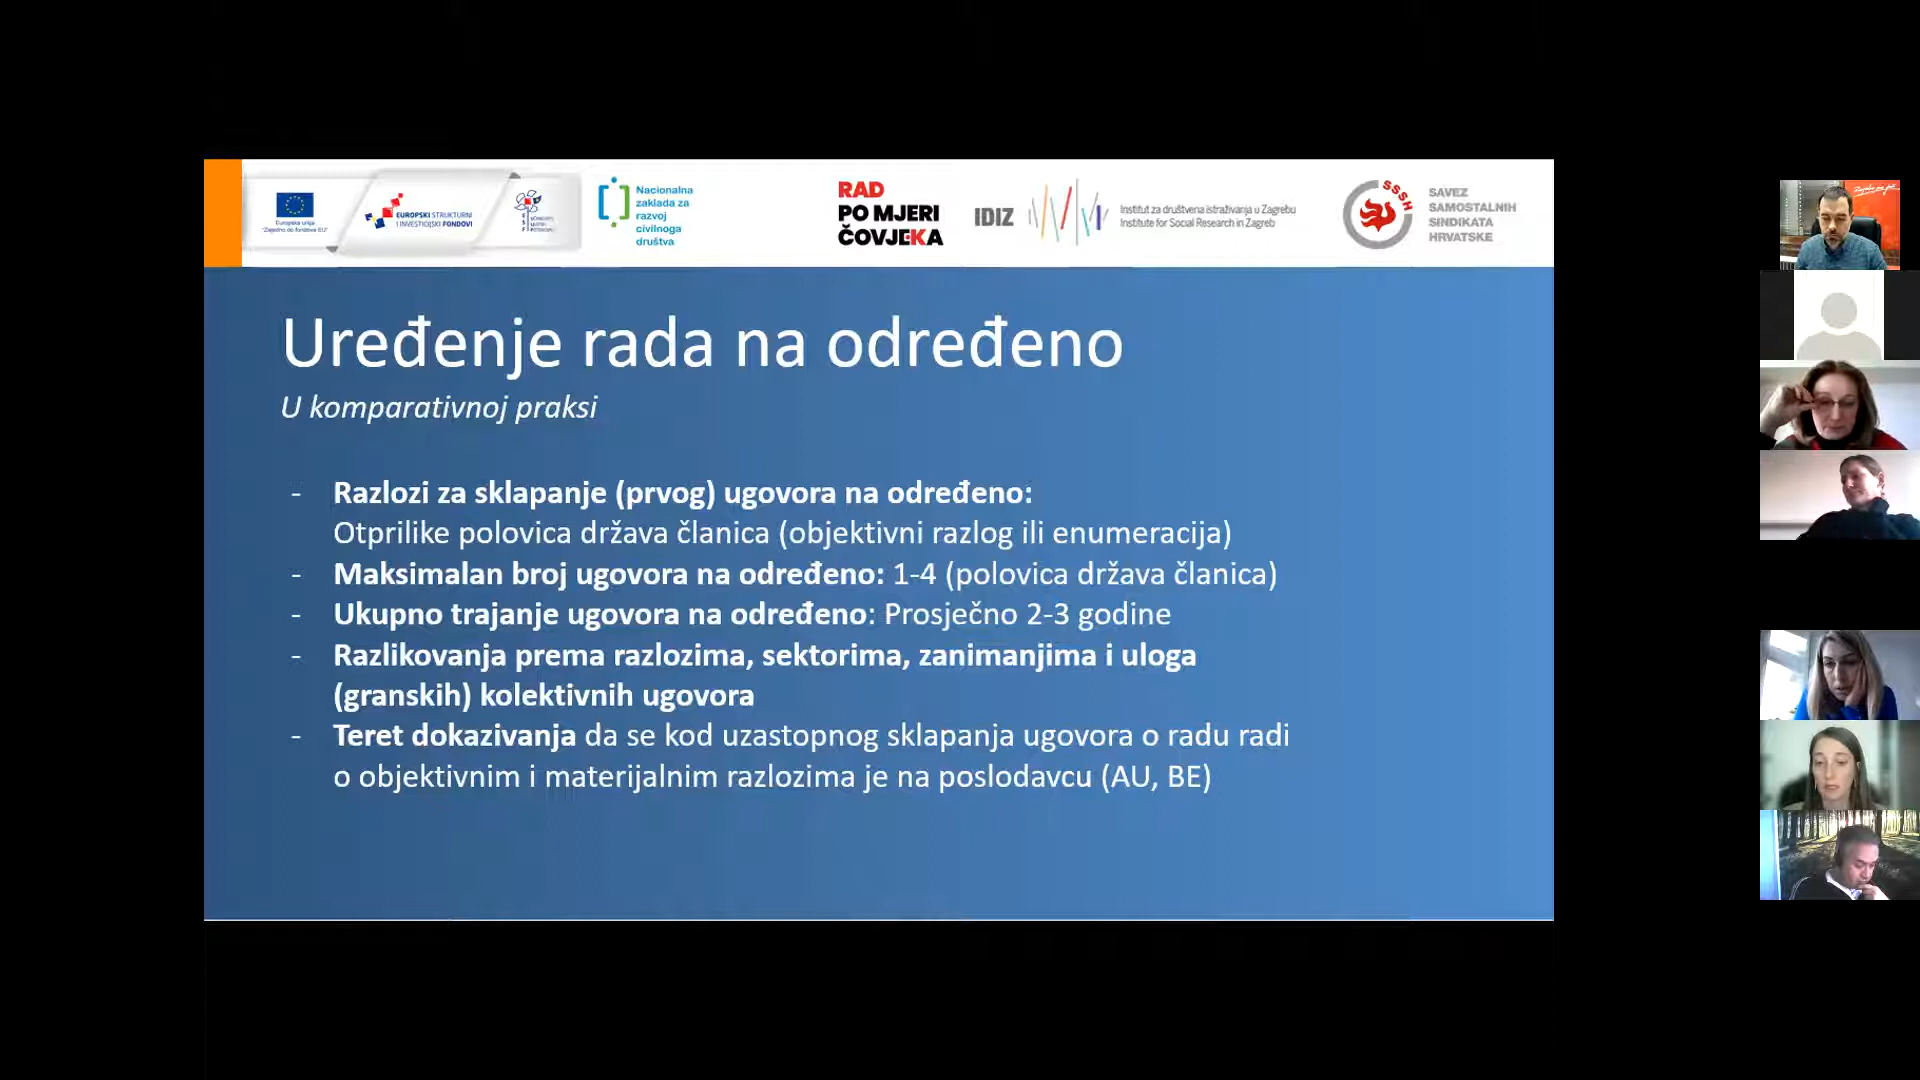 Europska unija
"Zajedno do fondova EU"
EUROPSKI STRUKTURNI
I INVESTICIJSKI FONDOVI
Nacionalna
zaklada za
razvoj
civilnoga
društva
RAD
PO MJERI
ČOVJEKA
IDIZ
Institut za društvena istraživanja u Zagrebu
Institute for Social Research in Zagreb
SSSH
SAVEZ
SAMOSTALNIH
SINDIKATA
HRVATSKE
Uređenje rada na određeno
U komparativnoj praksi
- Razlozi za sklapanje (prvog) ugovora na određeno:
Otprilike polovica država članica (objektivni razlog ili enumeracija)
- Maksimalan broj ugovora na određeno: 1-4 (polovica država članica)
- Ukupno trajanje ugovora na određeno: Prosječno 2-3 godine
- Razlikovanja prema razlozima, sektorima, zanimanjima i uloga
(granskih) kolektivnih ugovora
- Teret dokazivanja da se kod uzastopnog sklapanja ugovora o radu radi
o objektivnim i materijalnim razlozima je na poslodavcu (AU, BE)